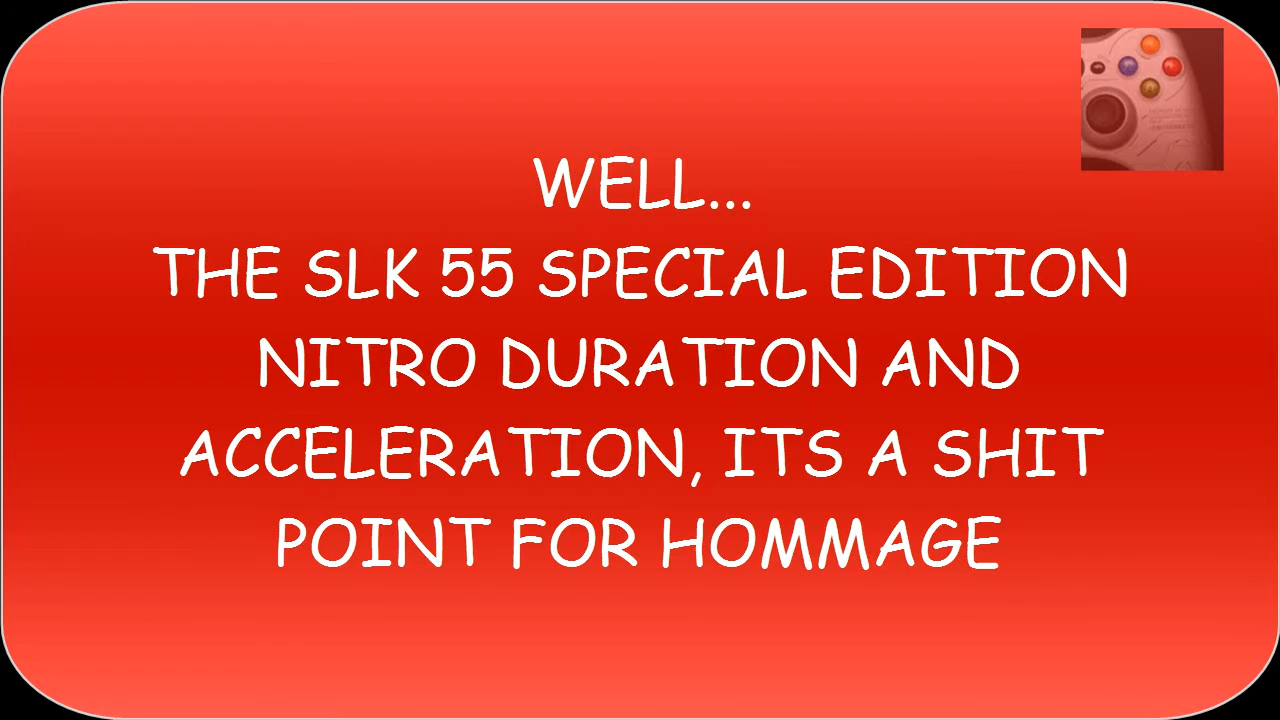 WELL...
THE SLK 55 SPECIAL EDITION
NITRO DURATION AND
ACCELERATION, ITS A SHIT
POINT FOR HOMMAGE